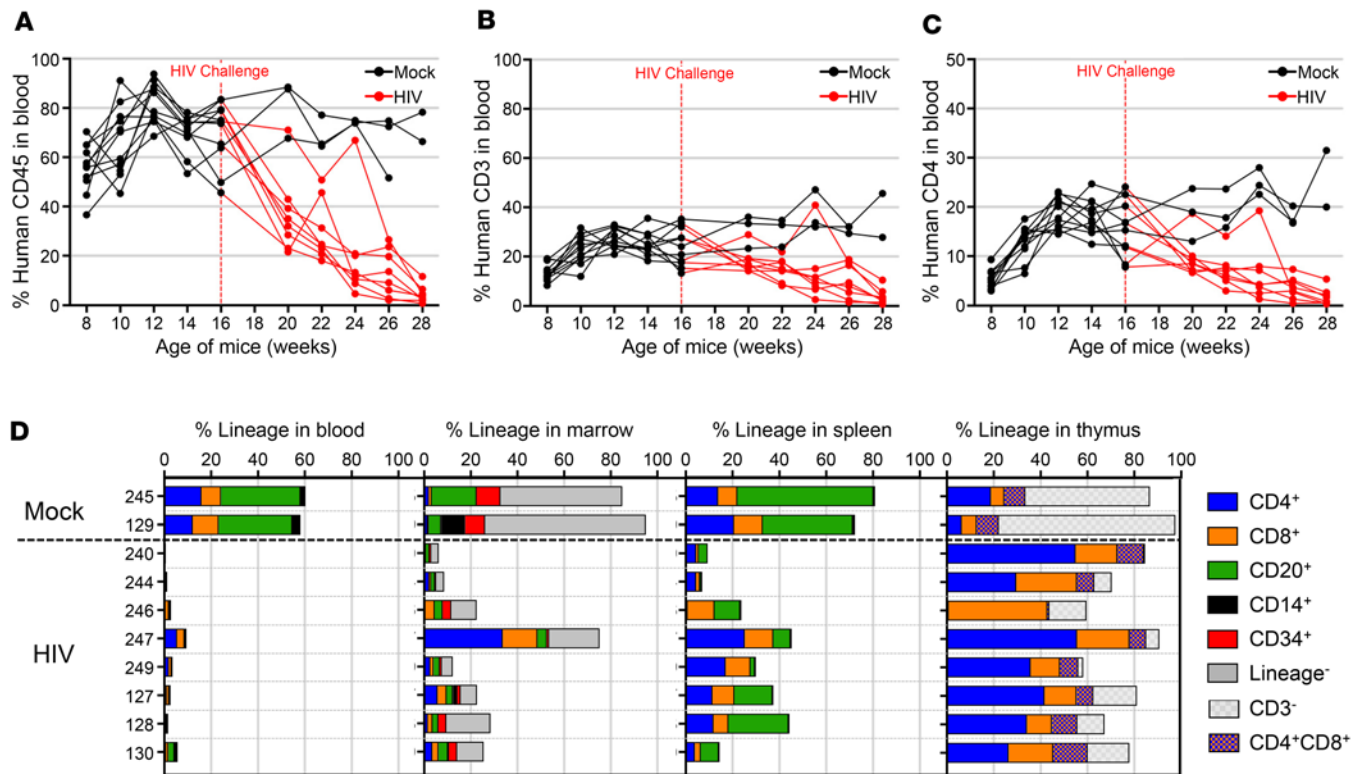 A
B
C
100
80
60
40
20
0
% Human CD45 in blood
HIV Challenge
Mock
HIV
8 10 12 14 16 20 22 24 26 28
Age of mice (weeks)
100
80
60
40
20
0
% Human CD3 in blood
HIV Challenge
Mock
HIV
8 10 12 14 16 20 22 24 26 28
Age of mice (weeks)
50
40
30
20
10
0
% Human CD4 in blood
HIV Challenge
Mock
HIV
8 10 12 14 16 20 22 24 26 28
Age of mice (weeks)
D
% Lineage in blood
% Lineage in marrow
% Lineage in spleen
% Lineage in thymus
0 20 40 60 80 100
0 20 40 60 80 100
0 20 40 60 80 100
0 20 40 60 80 100
Mock
245
129
HIV
240
244
246
247
249
127
128
130
CD4⁺
CD8⁺
CD20⁺
CD14⁺
CD34⁺
Lineage⁻
CD3⁻
CD4⁺CD8⁺